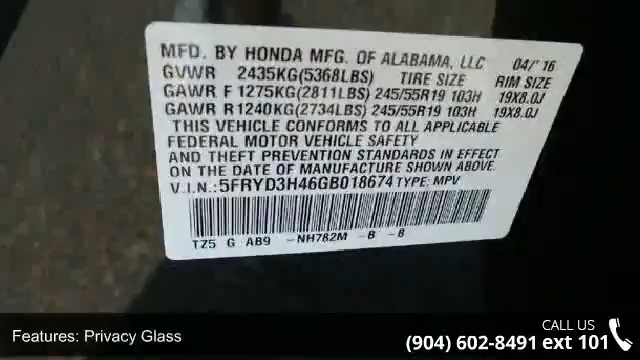 MFD. BY HONDA MFG. OF ALABAMA, LLC 04/'16
GVWR 2435KG(5368LBS) TIRE SIZE RIM SIZE
GAWR F 1275KG(2811LBS) 245/55R19 103H 19X8.0J
GAWR R 1240KG(2734LBS) 245/55R19 103H 19X8.0J
THIS VEHICLE CONFORMS TO ALL APPLICABLE
FEDERAL MOTOR VEHICLE SAFETY
AND THEFT PREVENTION STANDARDS IN EFFECT
ON THE DATE OF MANUFACTURE SHOWN ABOVE.
V.I.N.: 5FRYD3H46GB018674 TYPE: MPV
TZ5 G AB9 -NH782M -B -B
Features: Privacy Glass
CALL US
(904) 602-8491 ext 101